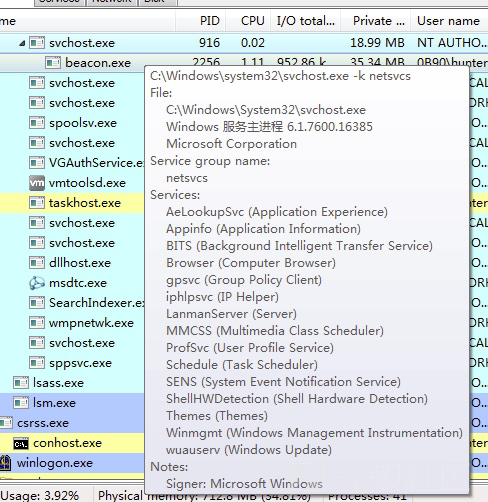 Services Network Disk
PID CPU I/O total... Private ... User name
svchost.exe 916 0.02 18.99 MB NT AUTHO...
beacon.exe 2256 1.11 952.86 k... 35.34 MB 0B90\hunter
C:\Windows\system32\svchost.exe -k netsvcs
svchost.exe
File:
svchost.exe
C:\Windows\System32\svchost.exe
spoolsv.exe
Windows 服务主进程 6.1.7600.16385
svchost.exe
Microsoft Corporation
VGAuthService.ex
Service group name:
vmtoolsd.exe
netsvcs
taskhost.exe
Services:
svchost.exe
AeLookupSvc (Application Experience)
svchost.exe
Appinfo (Application Information)
BITS (Background Intelligent Transfer Service)
dllhost.exe
Browser (Computer Browser)
msdtc.exe
gpsvc (Group Policy Client)
SearchIndexer.ex
iphlpsvc (IP Helper)
LanmanServer (Server)
wmpnetwk.exe
MMCSS (Multimedia Class Scheduler)
svchost.exe
ProfSvc (User Profile Service)
sppsvc.exe
Schedule (Task Scheduler)
lsass.exe
SENS (System Event Notification Service)
lsm.exe
ShellHWDetection (Shell Hardware Detection)
Themes (Themes)
csrss.exe
Winmgmt (Windows Management Instrumentation)
conhost.exe
wuauserv (Windows Update)
winlogon.exe
Notes:
Signer: Microsoft Windows
Usage: 3.92% Physical memory: 712.8 MB (34.81%) Processes: 41